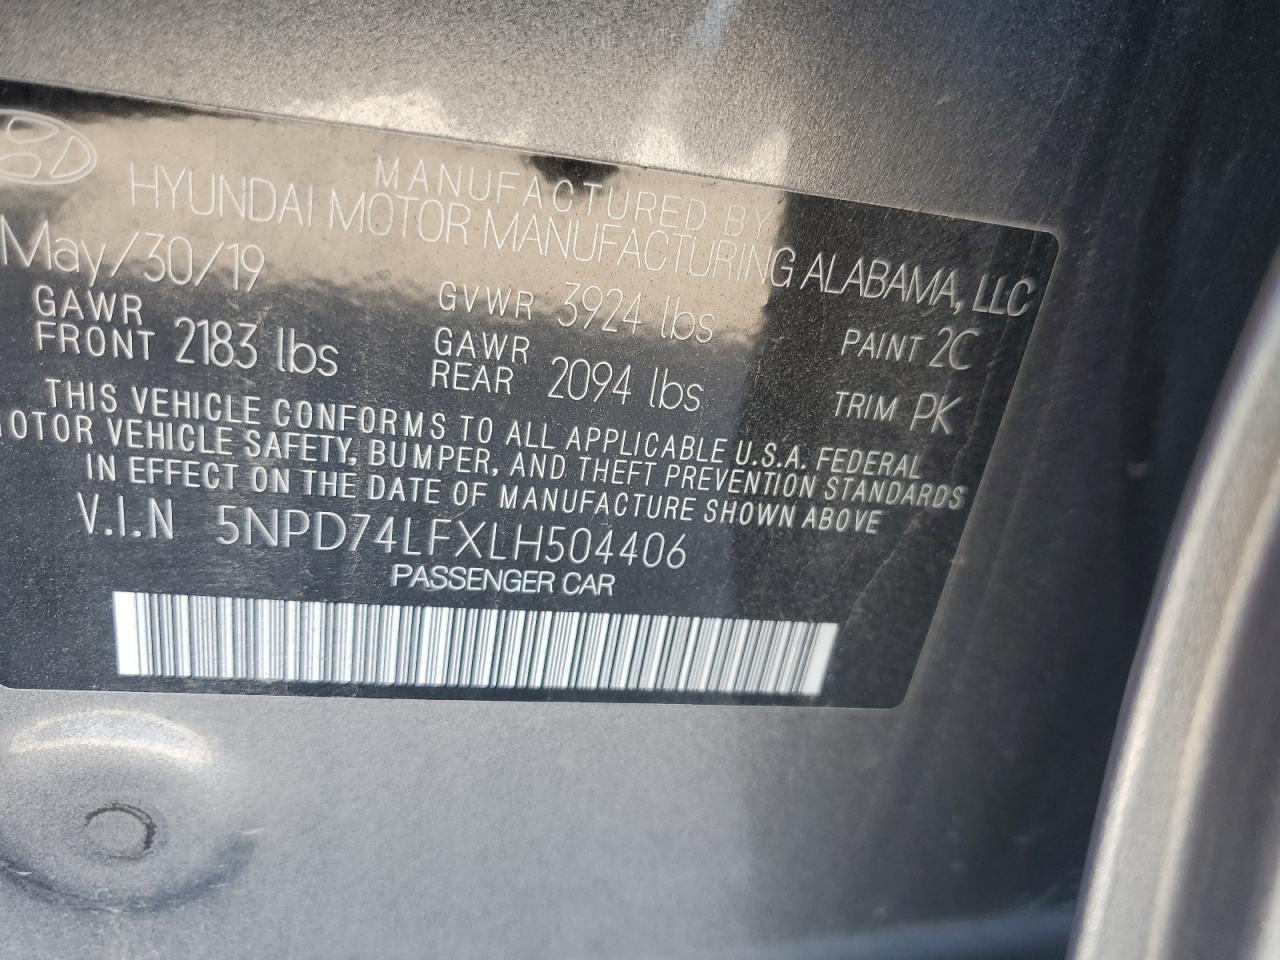 MANUFACTURED BY
HYUNDAI MOTOR MANUFACTURING ALABAMA, LLC
May/30/19
GVWR 3924 lbs
PAINT 2C
GAWR
FRONT 2183 lbs
GAWR
REAR 2094 lbs
TRIM PK
THIS VEHICLE CONFORMS TO ALL APPLICABLE U.S.A. FEDERAL
MOTOR VEHICLE SAFETY, BUMPER, AND THEFT PREVENTION STANDARDS
IN EFFECT ON THE DATE OF MANUFACTURE SHOWN ABOVE
V.I.N 5NPD74LFXLH504406
PASSENGER CAR